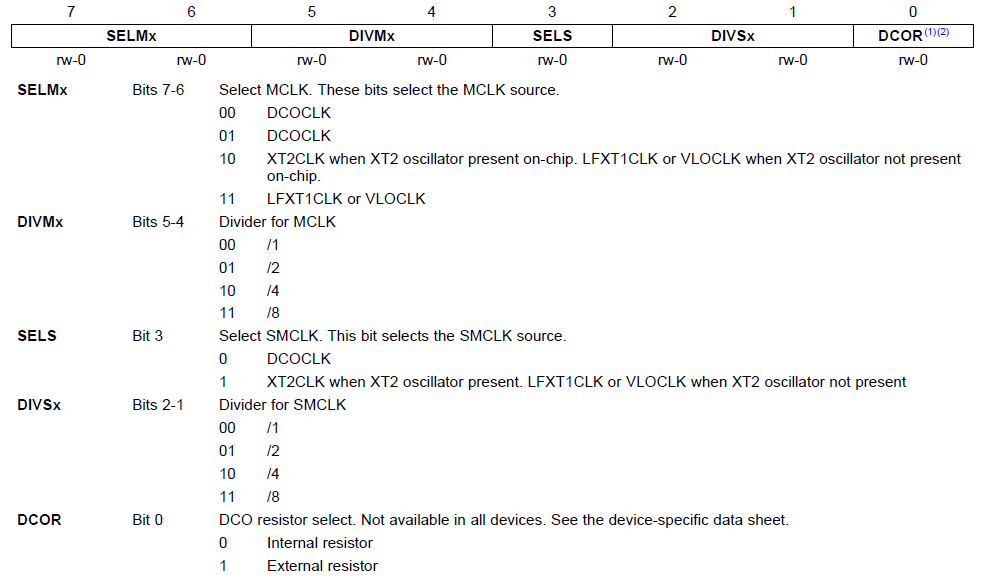 7 6 5 4 3 2 1 0
SELMx DIVMx SELS DIVSx DCOR(1)(2)
rw-0 rw-0 rw-0 rw-0 rw-0 rw-0 rw-0 rw-0
SELMx Bits 7-6 Select MCLK. These bits select the MCLK source.
00 DCOCLK
01 DCOCLK
10 XT2CLK when XT2 oscillator present on-chip. LFXT1CLK or VLOCLK when XT2 oscillator not present
on-chip.
11 LFXT1CLK or VLOCLK
DIVMx Bits 5-4 Divider for MCLK
00 /1
01 /2
10 /4
11 /8
SELS Bit 3 Select SMCLK. This bit selects the SMCLK source.
0 DCOCLK
1 XT2CLK when XT2 oscillator present. LFXT1CLK or VLOCLK when XT2 oscillator not present
DIVSx Bits 2-1 Divider for SMCLK
00 /1
01 /2
10 /4
11 /8
DCOR Bit 0 DCO resistor select. Not available in all devices. See the device-specific data sheet.
0 Internal resistor
1 External resistor